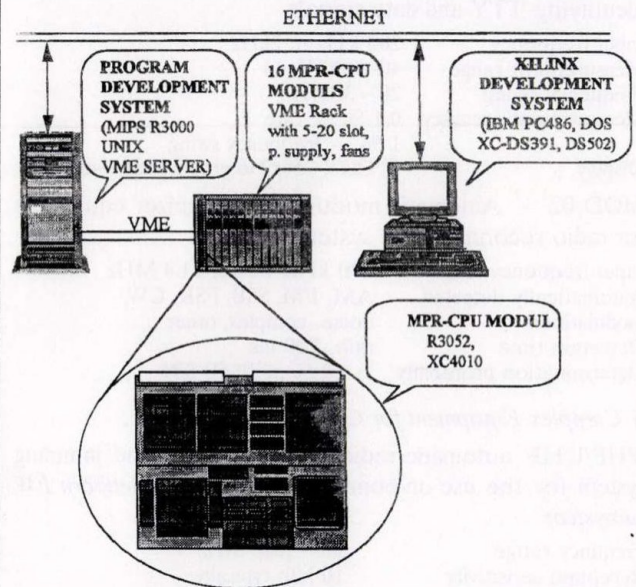 ETHERNET
PROGRAM
DEVELOPMENT
SYSTEM
(MIPS R3000
UNIX
VME SERVER)
16 MPR-CPU
MODULS
VME Rack
with 5-20 slot,
p. supply, fans
XILINX
DEVELOPMENT
SYSTEM
(IBM PC486, DOS
XC-DS391, DS502)
VME
MPR-CPU MODUL
R3052,
XC4010